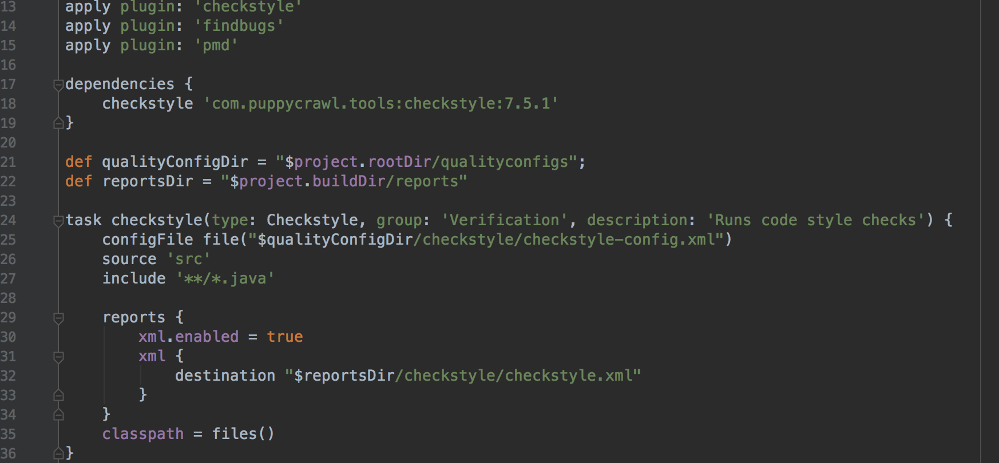 13 apply plugin: 'checkstyle'
14 apply plugin: 'findbugs'
15 apply plugin: 'pmd'
16
17 dependencies {
18     checkstyle 'com.puppycrawl.tools:checkstyle:7.5.1'
19 }
20
21 def qualityConfigDir = "$project.rootDir/qualityconfigs";
22 def reportsDir = "$project.buildDir/reports"
23
24 task checkstyle(type: Checkstyle, group: 'Verification', description: 'Runs code style checks') {
25     configFile file("$qualityConfigDir/checkstyle/checkstyle-config.xml")
26     source 'src'
27     include '**/*.java'
28
29     reports {
30         xml.enabled = true
31         xml {
32             destination "$reportsDir/checkstyle/checkstyle.xml"
33         }
34     }
35     classpath = files()
36 }